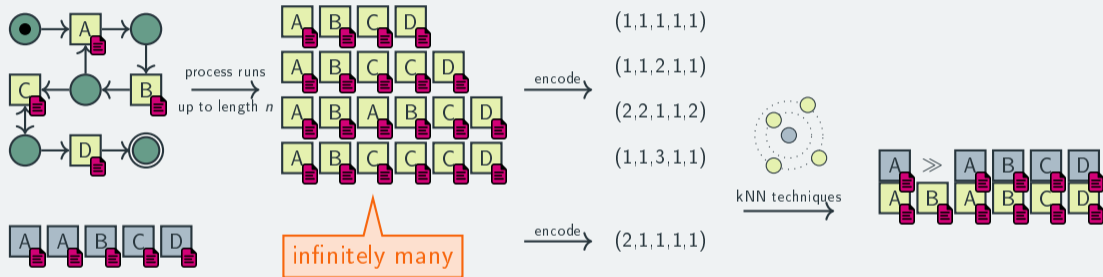 A
C
B
D
A A B C D
process runs
up to length n
A B C D
A B C C D
A B A B C D
A B C C C D
infinitely many
encode
encode
(1,1,1,1,1)
(1,1,2,1,1)
(2,2,1,1,2)
(1,1,3,1,1)
(2,1,1,1,1)
kNN techniques
A ≫ A B C D
A B A B C D